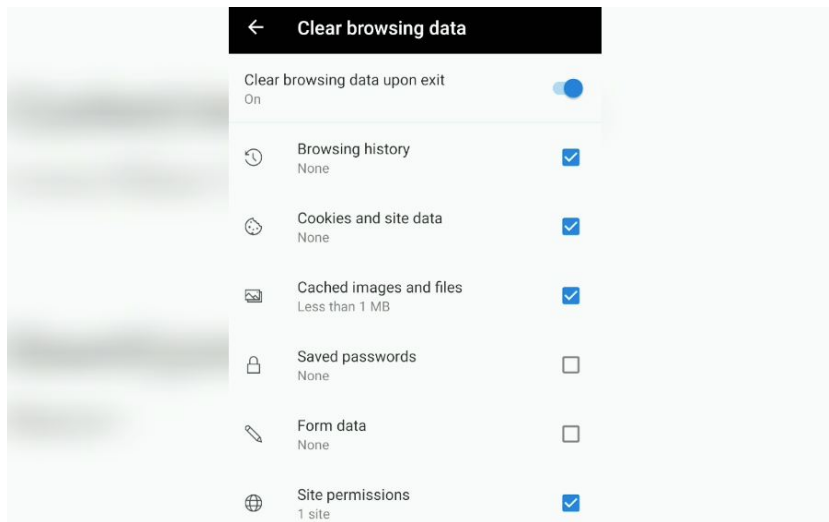 Clear browsing data
Clear browsing data upon exit
On
Browsing history
None
Cookies and site data
None
Cached images and files
Less than 1 MB
Saved passwords
None
Form data
None
Site permissions
1 site